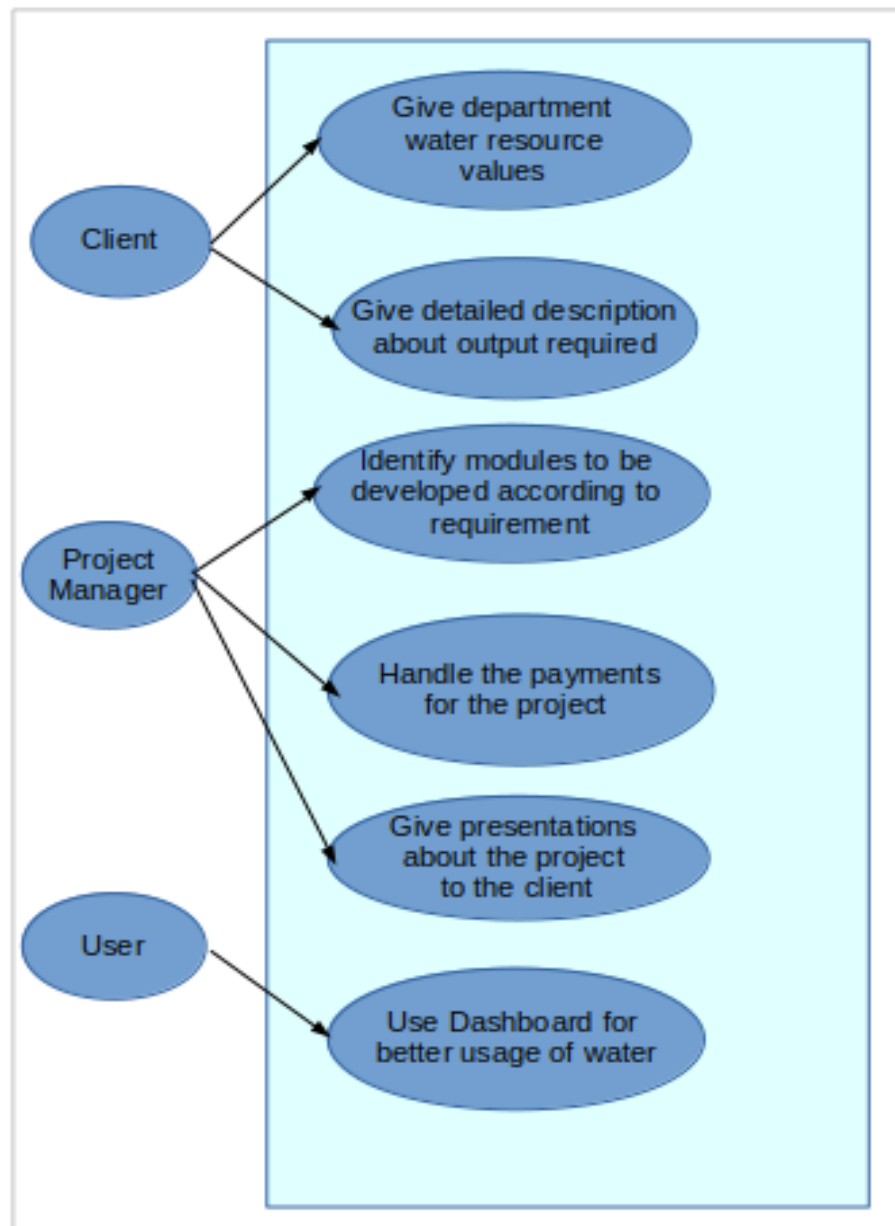 Give department
water resource
values
Client
Give detailed description
about output required
Identify modules to be
developed according to
requirement
Project
Manager
Handle the payments
for the project
Give presentations
about the project
to the client
User
Use Dashboard for
better usage of water